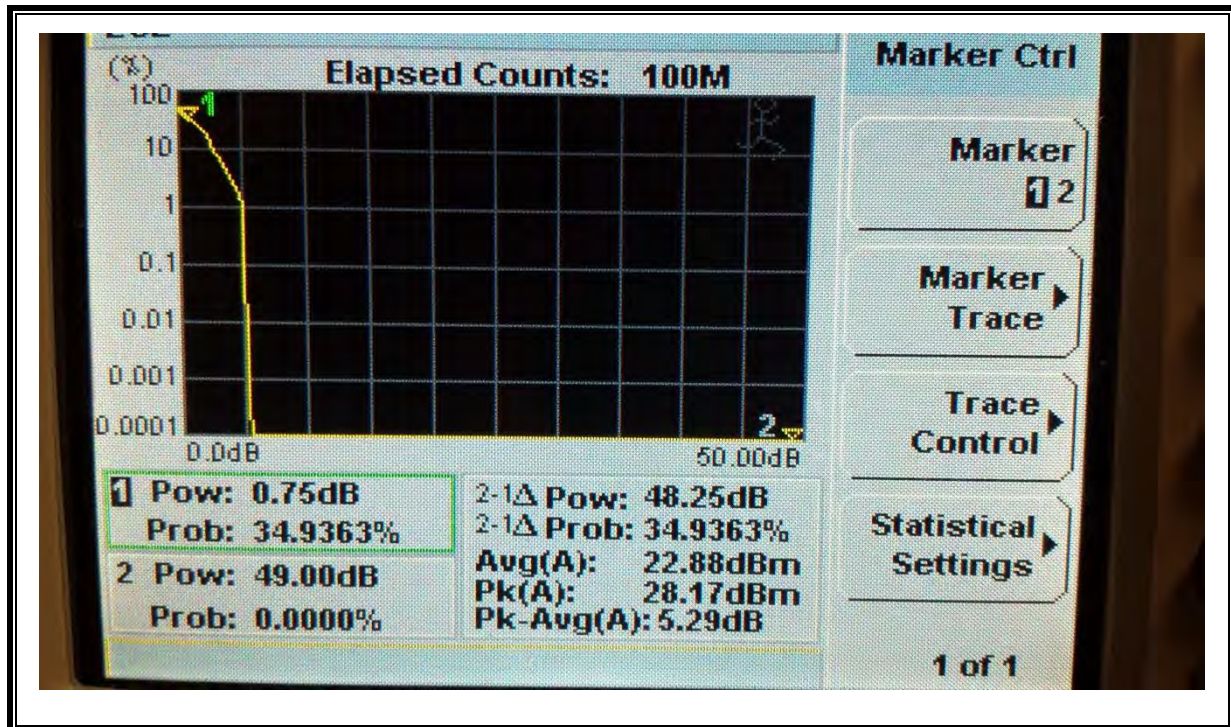 Marker Ctrl
(%)
Elapsed Counts: 100M
100
1
10
1
0.1
0.01
0.001
0.0001
2
0.0dB
50.00dB
1 Pow: 0.75dB
Prob: 34.9363%
2 Pow: 49.00dB
Prob: 0.0000%
2-1Δ Pow: 48.25dB
2-1Δ Prob: 34.9363%
Avg(A): 22.88dBm
Pk(A): 28.17dBm
Pk-Avg(A): 5.29dB
Marker
1 2
Marker
Trace
Trace
Control
Statistical
Settings
1 of 1